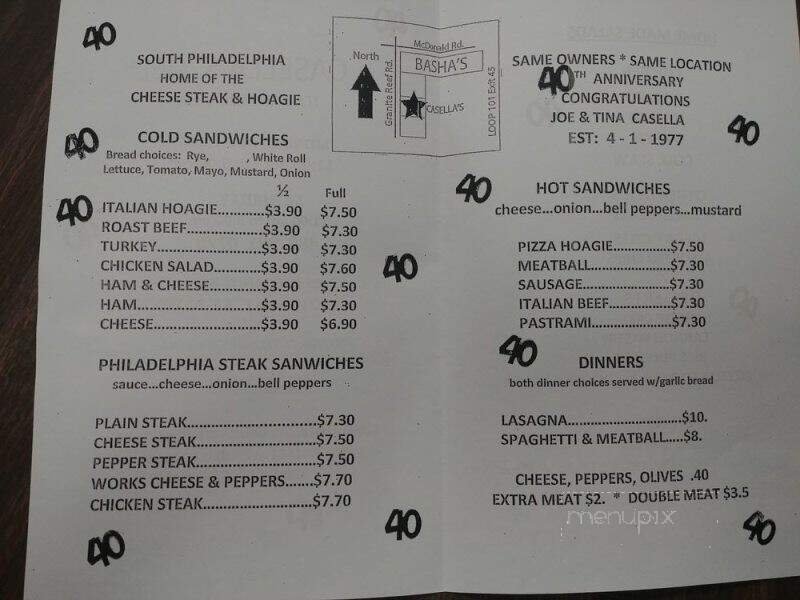 40
SOUTH PHILADELPHIA
HOME OF THE
CHEESE STEAK & HOAGIE
40
COLD SANDWICHES
Bread choices: Rye, , White Roll
Lettuce, Tomato, Mayo, Mustard, Onion
½ Full
40
ITALIAN HOAGIE............$3.90 $7.50
ROAST BEEF....................$3.90 $7.30
TURKEY...........................$3.90 $7.30
CHICKEN SALAD.............$3.90 $7.60
HAM & CHEESE..............$3.90 $7.50
HAM................................$3.90 $7.30
CHEESE............................$3.90 $6.90
PHILADELPHIA STEAK SANWICHES
sauce...cheese...onion...bell peppers
PLAIN STEAK................................$7.30
CHEESE STEAK..............................$7.50
PEPPER STEAK..............................$7.50
WORKS CHEESE & PEPPERS.......$7.70
CHICKEN STEAK............................$7.70
40
40
McDonald Rd.
North
BASHA'S
Granite Reef Rd.
CASELLA'S
LOOP 101 Exit 45
40
SAME OWNERS * SAME LOCATION
40TH ANNIVERSARY
CONGRATULATIONS
JOE & TINA CASELLA
EST: 4 - 1 - 1977
40
40
HOT SANDWICHES
cheese...onion...bell peppers...mustard
PIZZA HOAGIE................$7.50
MEATBALL......................$7.30
SAUSAGE........................$7.30
ITALIAN BEEF..................$7.30
PASTRAMI.......................$7.30
40
DINNERS
both dinner choices served w/garlic bread
LASAGNA................................$10.
SPAGHETTI & MEATBALL.....$8.
CHEESE, PEPPERS, OLIVES .40
EXTRA MEAT $2. * DOUBLE MEAT $3.5
menupix
40